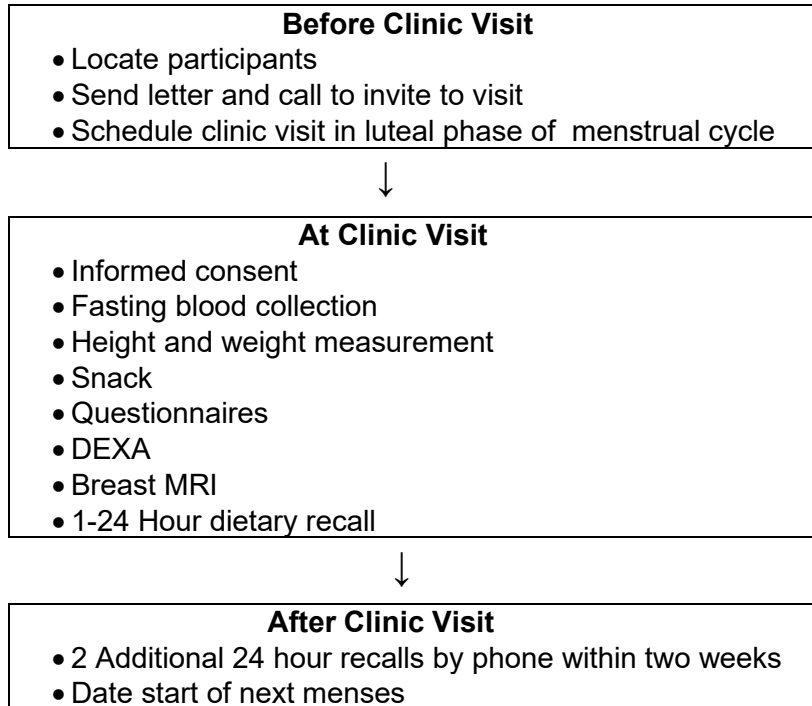 Before Clinic Visit
• Locate participants
• Send letter and call to invite to visit
• Schedule clinic visit in luteal phase of menstrual cycle
↓
At Clinic Visit
• Informed consent
• Fasting blood collection
• Height and weight measurement
• Snack
• Questionnaires
• DEXA
• Breast MRI
• 1-24 Hour dietary recall
↓
After Clinic Visit
• 2 Additional 24 hour recalls by phone within two weeks
• Date start of next menses